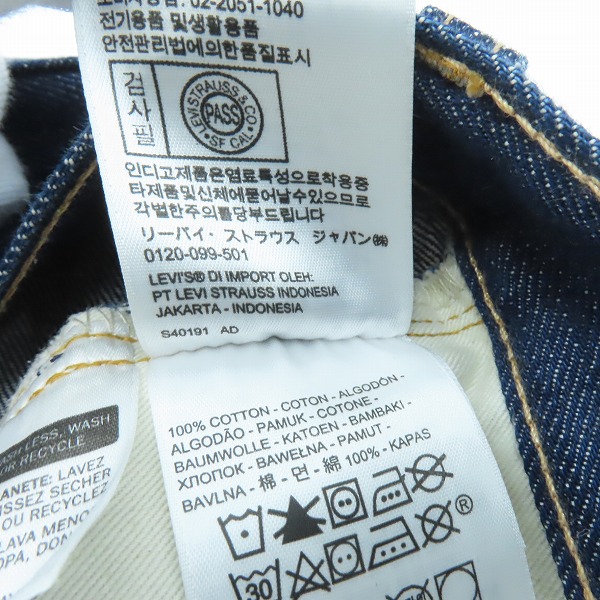 02-2051-1040
전기용품 및생활용품
안전관리법에의한품질표시
검사필
LEVI STRAUSS & CO
PASS
SF CAL
인디고제품은염료특성으로착용중
타제품및신체에묻어날수있으므로
각별한주의를당부드립니다
リーバイ・ストラウス ジャパン㈱
0120-099-501
LEVI'S® DI IMPORT OLEH:
PT LEVI STRAUSS INDONESIA
JAKARTA - INDONESIA
S40191 AD
100% COTTON - COTON - ALGODÓN -
ALGODÃO - PAMUK - COTONE -
BAUMWOLLE - KATOEN - BAMBAKI -
ХЛОПОК - BAWEŁNA - PAMUT -
BAVLNA - 棉 - 면 - 綿 100% - KAPAS
30
®
LESS, WASH
OR RECYCLE
PLANETE: LAVEZ
SECHER
OU RECYCLEZ
LAVA MENO